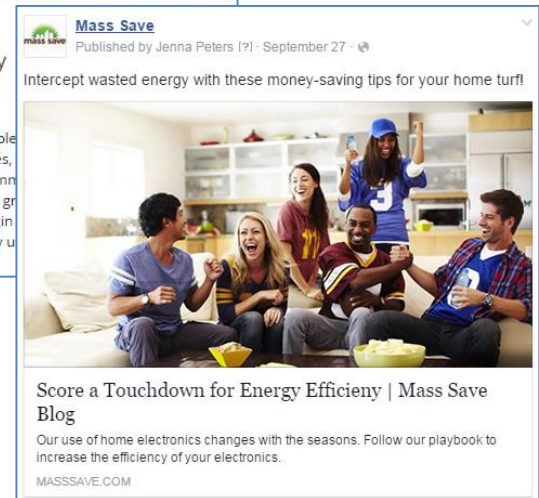 mass save
Mass Save
Published by Jenna Peters [?] · September 27 ·
Intercept wasted energy with these money-saving tips for your home turf!
3
Score a Touchdown for Energy Efficieny | Mass Save
Blog
Our use of home electronics changes with the seasons. Follow our playbook to
increase the efficiency of your electronics.
MASSSAVE.COM